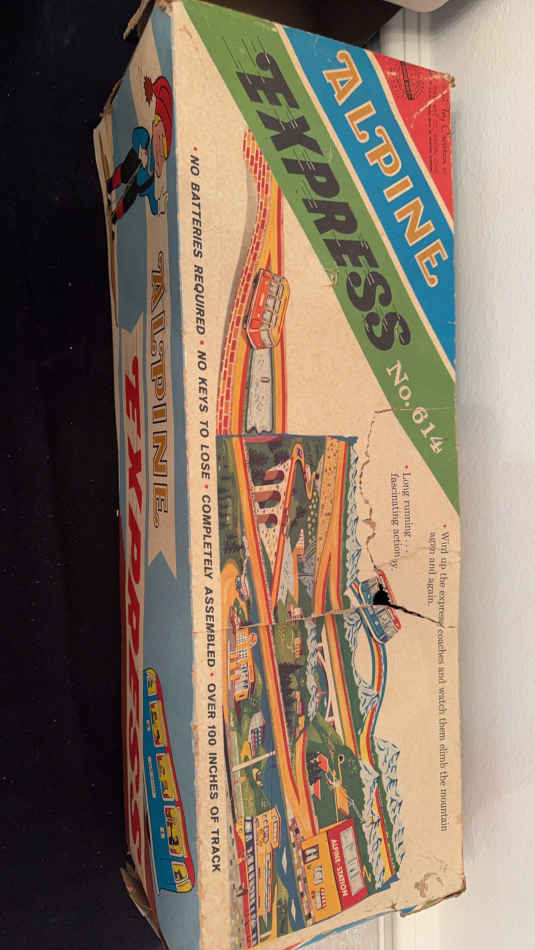 ALPINE
EXPRESS
No. 614
• Wind up the express coaches and watch them climb the mountain
again and again.
• Long running...
fascinating action
• NO BATTERIES REQUIRED • NO KEYS TO LOSE • COMPLETELY ASSEMBLED • OVER 100 INCHES OF TRACK
ALPINE-STATION
ALPINE
EXPRESS